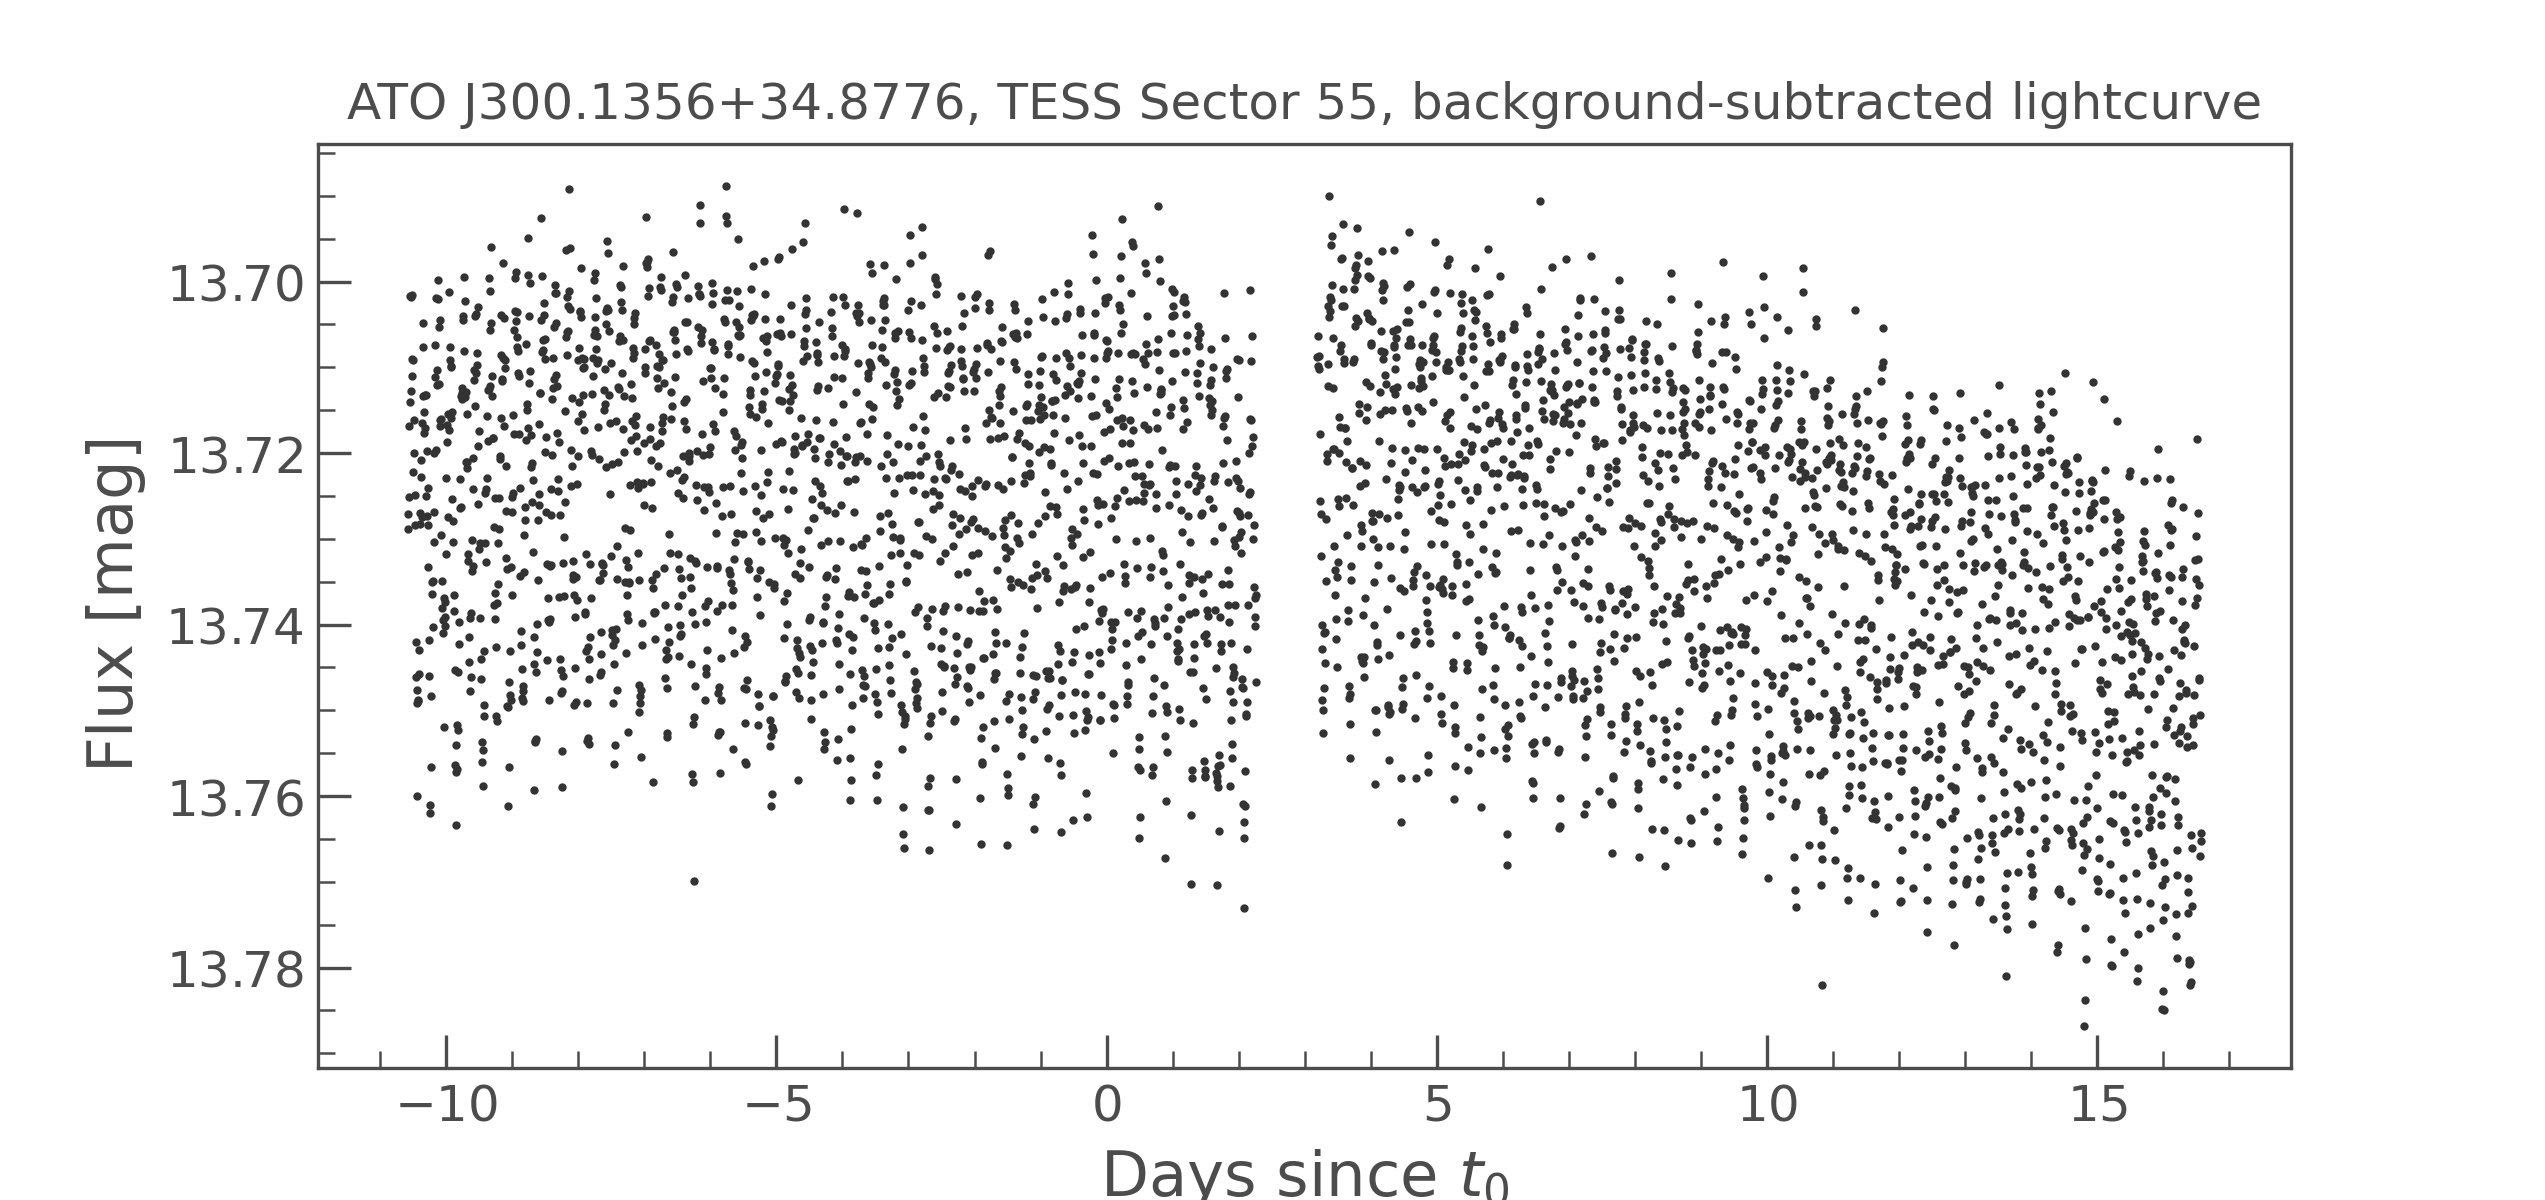 ATO J300.1356+34.8776, TESS Sector 55, background-subtracted lightcurve
Flux [mag]
13.70
13.72
13.74
13.76
13.78
−10 −5 0 5 10 15
Days since t₀